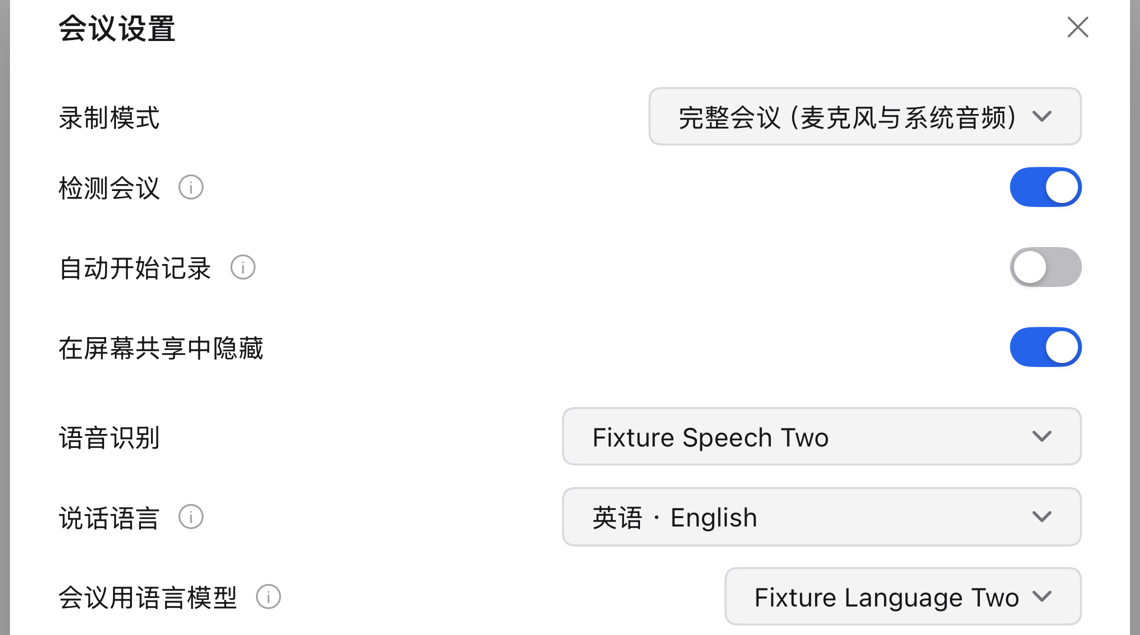 会议设置
录制模式
完整会议（麦克风与系统音频）
检测会议
自动开始记录
在屏幕共享中隐藏
语音识别
Fixture Speech Two
说话语言
英语 · English
会议用语言模型
Fixture Language Two